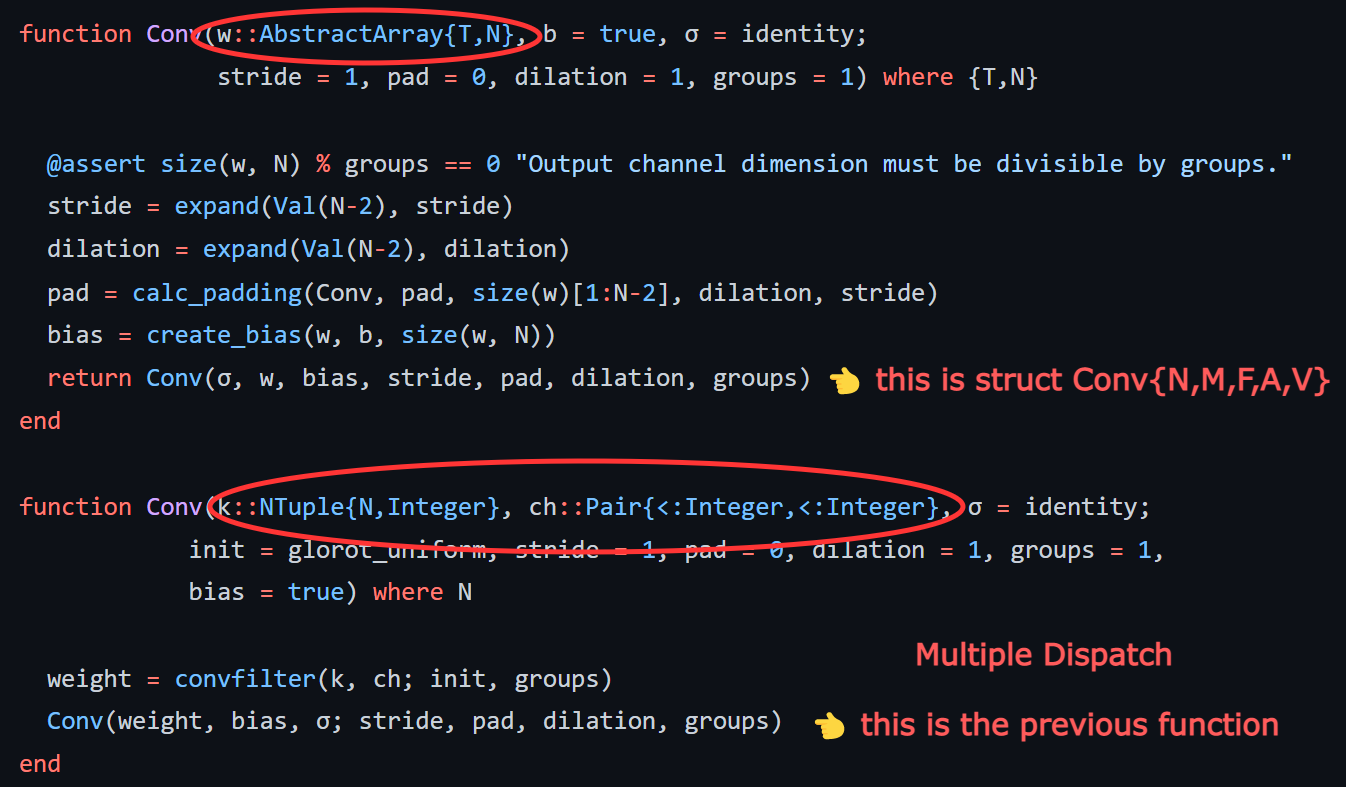 function Conv(w::AbstractArray{T,N}, b = true, σ = identity;
stride = 1, pad = 0, dilation = 1, groups = 1) where {T,N}
@assert size(w, N) % groups == 0 "Output channel dimension must be divisible by groups."
stride = expand(Val(N-2), stride)
dilation = expand(Val(N-2), dilation)
pad = calc_padding(Conv, pad, size(w)[1:N-2], dilation, stride)
bias = create_bias(w, b, size(w, N))
return Conv(σ, w, bias, stride, pad, dilation, groups) 👈 this is struct Conv{N,M,F,A,V}
end
function Conv(k::NTuple{N,Integer}, ch::Pair{<:Integer,<:Integer}, σ = identity;
init = glorot_uniform, stride = 1, pad = 0, dilation = 1, groups = 1,
bias = true) where N
Multiple Dispatch
weight = convfilter(k, ch; init, groups)
Conv(weight, bias, σ; stride, pad, dilation, groups) 👈 this is the previous function
end